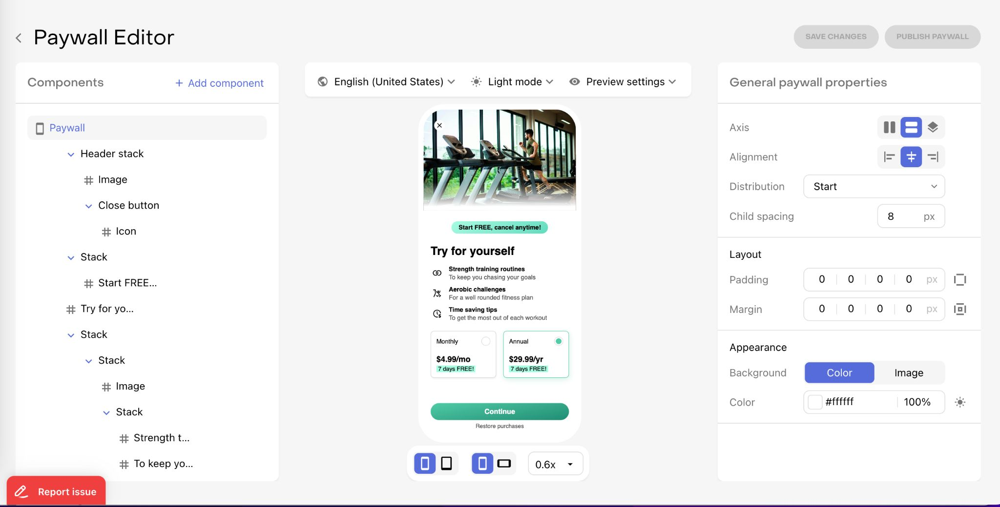 Paywall Editor
SAVE CHANGES
PUBLISH PAYWALL
Components
+ Add component
Paywall
Header stack
Image
Close button
Icon
Stack
Start FREE...
Try for yo...
Stack
Stack
Image
Stack
Strength t...
To keep yo...
Report issue
English (United States)
Light mode
Preview settings
Start FREE, cancel anytime!
Try for yourself
Strength training routines
To keep you chasing your goals
Aerobic challenges
For a well rounded fitness plan
Time saving tips
To get the most out of each workout
Monthly
$4.99/mo
7 days FREE!
Annual
$29.99/yr
7 days FREE!
Continue
Restore purchases
0.6x
General paywall properties
Axis
Alignment
Distribution
Start
Child spacing
8 px
Layout
Padding
0 0 0 0 px
Margin
0 0 0 0 px
Appearance
Background
Color
Image
Color
#ffffff
100%